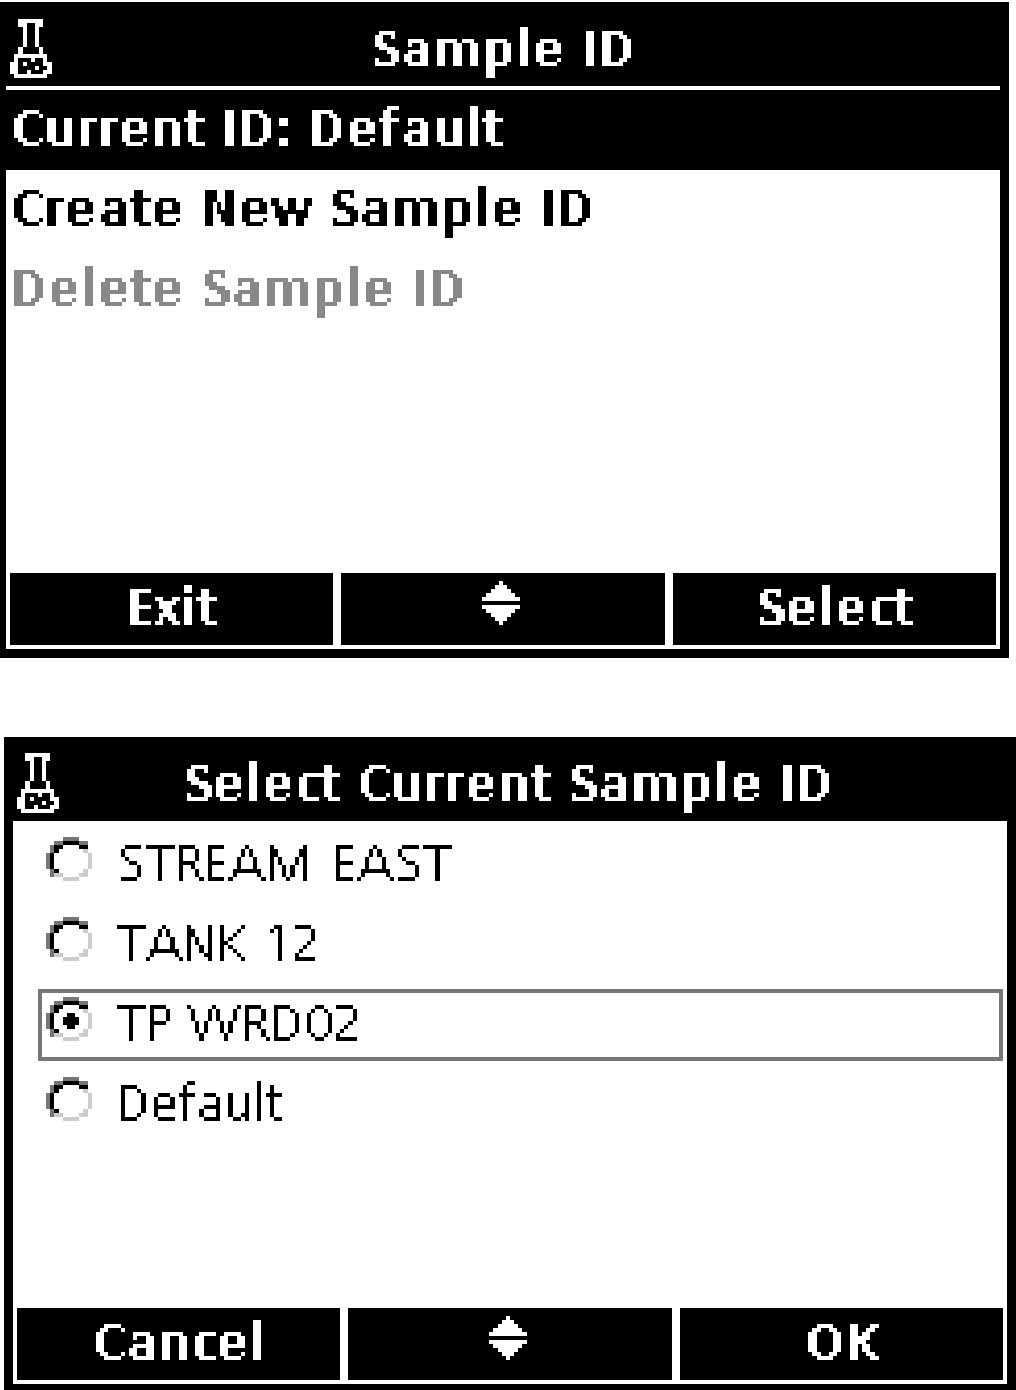 Sample ID
Current ID: Default
Create New Sample ID
Delete Sample ID
Exit
Select
Select Current Sample ID
STREAM EAST
TANK 12
TP WRD02
Default
Cancel
OK